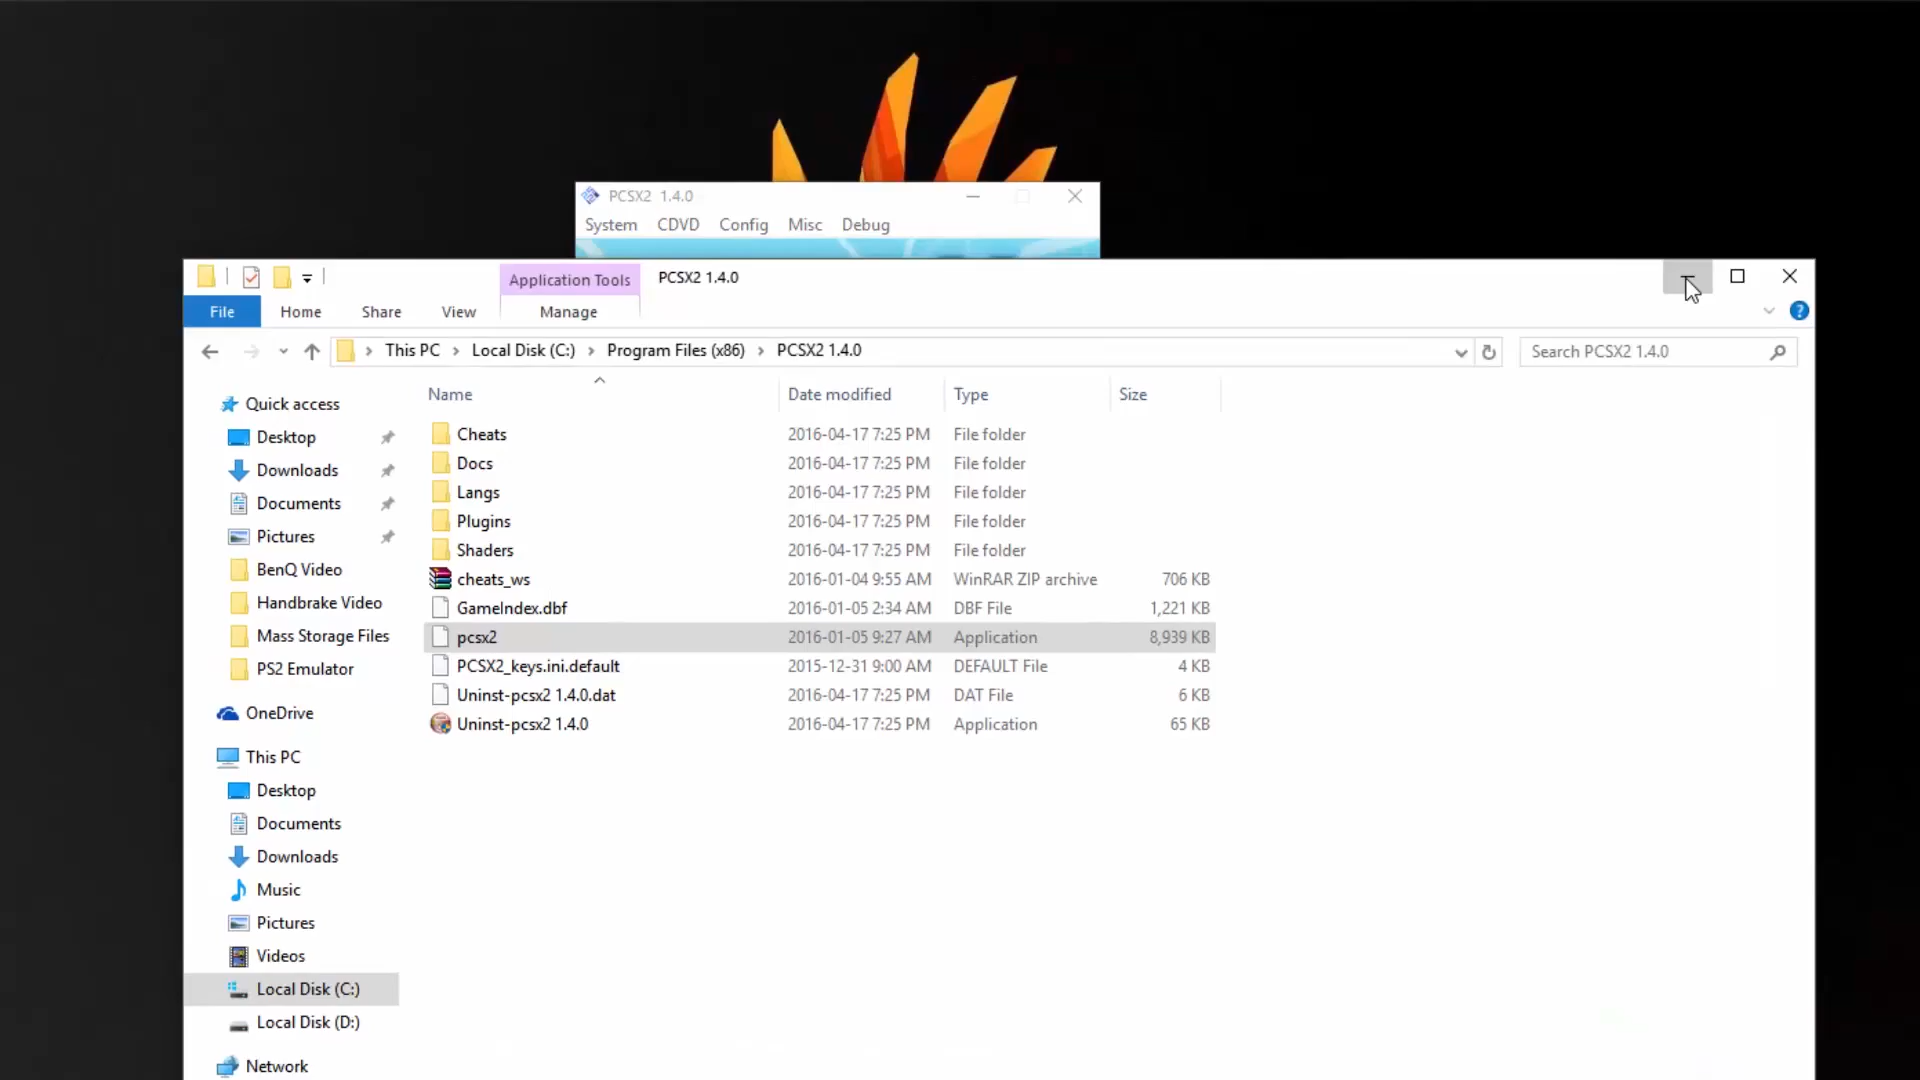 PCSX2 1.4.0
System CDVD Config Misc Debug
Application Tools PCSX2 1.4.0
File Home Share View Manage
This PC Local Disk (C:) Program Files (x86) PCSX2 1.4.0 Search PCSX2 1.4.0
Name Date modified Type Size
Quick access
Desktop
Downloads
Documents
Pictures
BenQ Video
Handbrake Video
Mass Storage Files
PS2 Emulator
OneDrive
This PC
Desktop
Documents
Downloads
Music
Pictures
Videos
Local Disk (C:)
Local Disk (D:)
Network
Cheats 2016-04-17 7:25 PM File folder
Docs 2016-04-17 7:25 PM File folder
Langs 2016-04-17 7:25 PM File folder
Plugins 2016-04-17 7:25 PM File folder
Shaders 2016-04-17 7:25 PM File folder
cheats_ws 2016-01-04 9:55 AM WinRAR ZIP archive 706 KB
GameIndex.dbf 2016-01-05 2:34 AM DBF File 1,221 KB
pcsx2 2016-01-05 9:27 AM Application 8,939 KB
PCSX2_keys.ini.default 2015-12-31 9:00 AM DEFAULT File 4 KB
Uninst-pcsx2 1.4.0.dat 2016-04-17 7:25 PM DAT File 6 KB
Uninst-pcsx2 1.4.0 2016-04-17 7:25 PM Application 65 KB